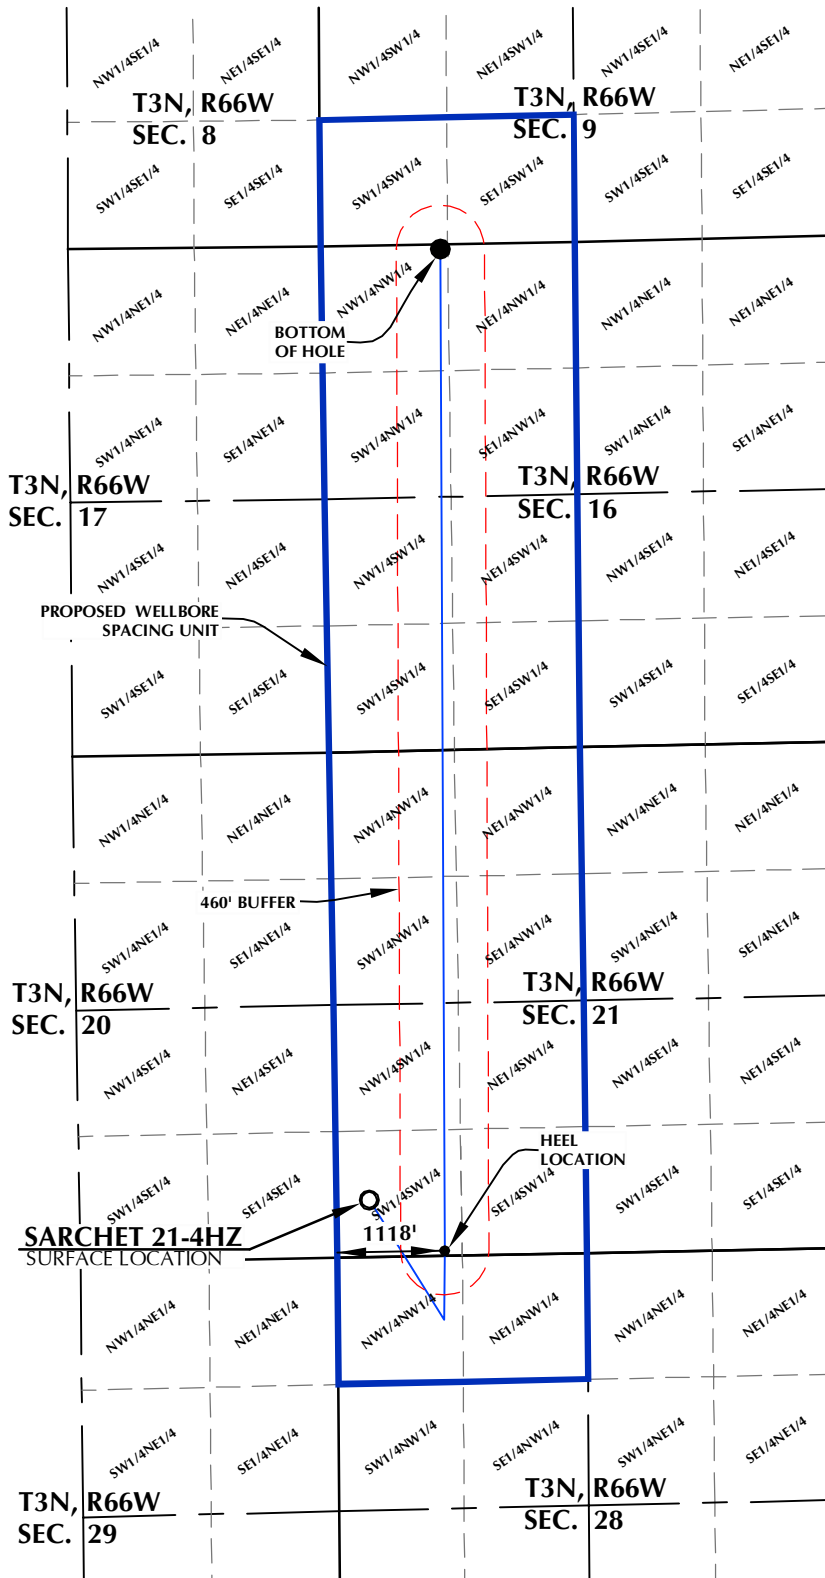 NW1/4SE1/4
NE1/4SE1/4
NW1/4SW1/4
NE1/4SW1/4
NW1/4SE1/4
NE1/4SE1/4
T3N, R66W
SEC. 8
T3N, R66W
SEC. 9
SW1/4SE1/4
SE1/4SE1/4
SW1/4SW1/4
SE1/4SW1/4
SW1/4SE1/4
SE1/4SE1/4
NW1/4NE1/4
NE1/4NE1/4
NW1/4NW1/4
NE1/4NW1/4
NW1/4NE1/4
NE1/4NE1/4
BOTTOM
OF HOLE
SW1/4NE1/4
SE1/4NE1/4
SW1/4NW1/4
SE1/4NW1/4
SW1/4NE1/4
SE1/4NE1/4
T3N, R66W
SEC. 17
T3N, R66W
SEC. 16
NW1/4SE1/4
NE1/4SE1/4
NW1/4SW1/4
NE1/4SW1/4
NW1/4SE1/4
NE1/4SE1/4
PROPOSED WELLBORE
SPACING UNIT
SW1/4SE1/4
SE1/4SE1/4
SW1/4SW1/4
SE1/4SW1/4
SW1/4SE1/4
SE1/4SE1/4
NW1/4NE1/4
NE1/4NE1/4
NW1/4NW1/4
NE1/4NW1/4
NW1/4NE1/4
NE1/4NE1/4
460' BUFFER
SW1/4NE1/4
SE1/4NE1/4
SW1/4NW1/4
SE1/4NW1/4
SW1/4NE1/4
SE1/4NE1/4
T3N, R66W
SEC. 20
T3N, R66W
SEC. 21
NW1/4SE1/4
NE1/4SE1/4
NW1/4SW1/4
NE1/4SW1/4
NW1/4SE1/4
NE1/4SE1/4
HEEL
LOCATION
SW1/4SE1/4
SE1/4SE1/4
SW1/4SW1/4
SE1/4SW1/4
SW1/4SE1/4
SE1/4SE1/4
SARCHET 21-4HZ
SURFACE LOCATION
1118'
NW1/4NE1/4
NE1/4NE1/4
NW1/4NW1/4
NE1/4NW1/4
NW1/4NE1/4
NE1/4NE1/4
SW1/4NE1/4
SE1/4NE1/4
SW1/4NW1/4
SE1/4NW1/4
SW1/4NE1/4
SE1/4NE1/4
T3N, R66W
SEC. 29
T3N, R66W
SEC. 28